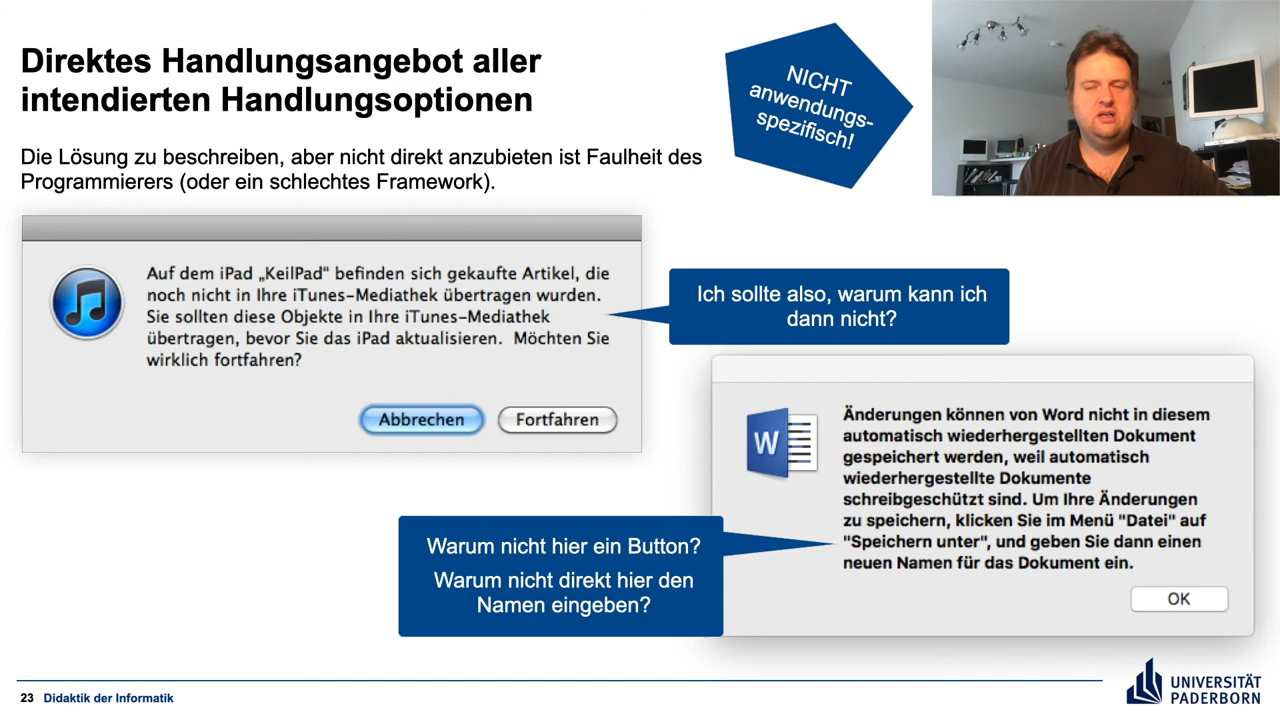 Direktes Handlungsangebot aller
intendierten Handlungsoptionen
NICHT
anwendungs-
spezifisch!
Die Lösung zu beschreiben, aber nicht direkt anzubieten ist Faulheit des
Programmierers (oder ein schlechtes Framework).
Auf dem iPad „KeilPad“ befinden sich gekaufte Artikel, die
noch nicht in Ihre iTunes-Mediathek übertragen wurden.
Sie sollten diese Objekte in Ihre iTunes-Mediathek
übertragen, bevor Sie das iPad aktualisieren. Möchten Sie
wirklich fortfahren?
Abbrechen
Fortfahren
Ich sollte also, warum kann ich
dann nicht?
W
Änderungen können von Word nicht in diesem
automatisch wiederhergestellten Dokument
gespeichert werden, weil automatisch
wiederhergestellte Dokumente
schreibgeschützt sind. Um Ihre Änderungen
zu speichern, klicken Sie im Menü "Datei" auf
"Speichern unter", und geben Sie dann einen
neuen Namen für das Dokument ein.
OK
Warum nicht hier ein Button?
Warum nicht direkt hier den
Namen eingeben?
23 Didaktik der Informatik
UNIVERSITÄT
PADERBORN